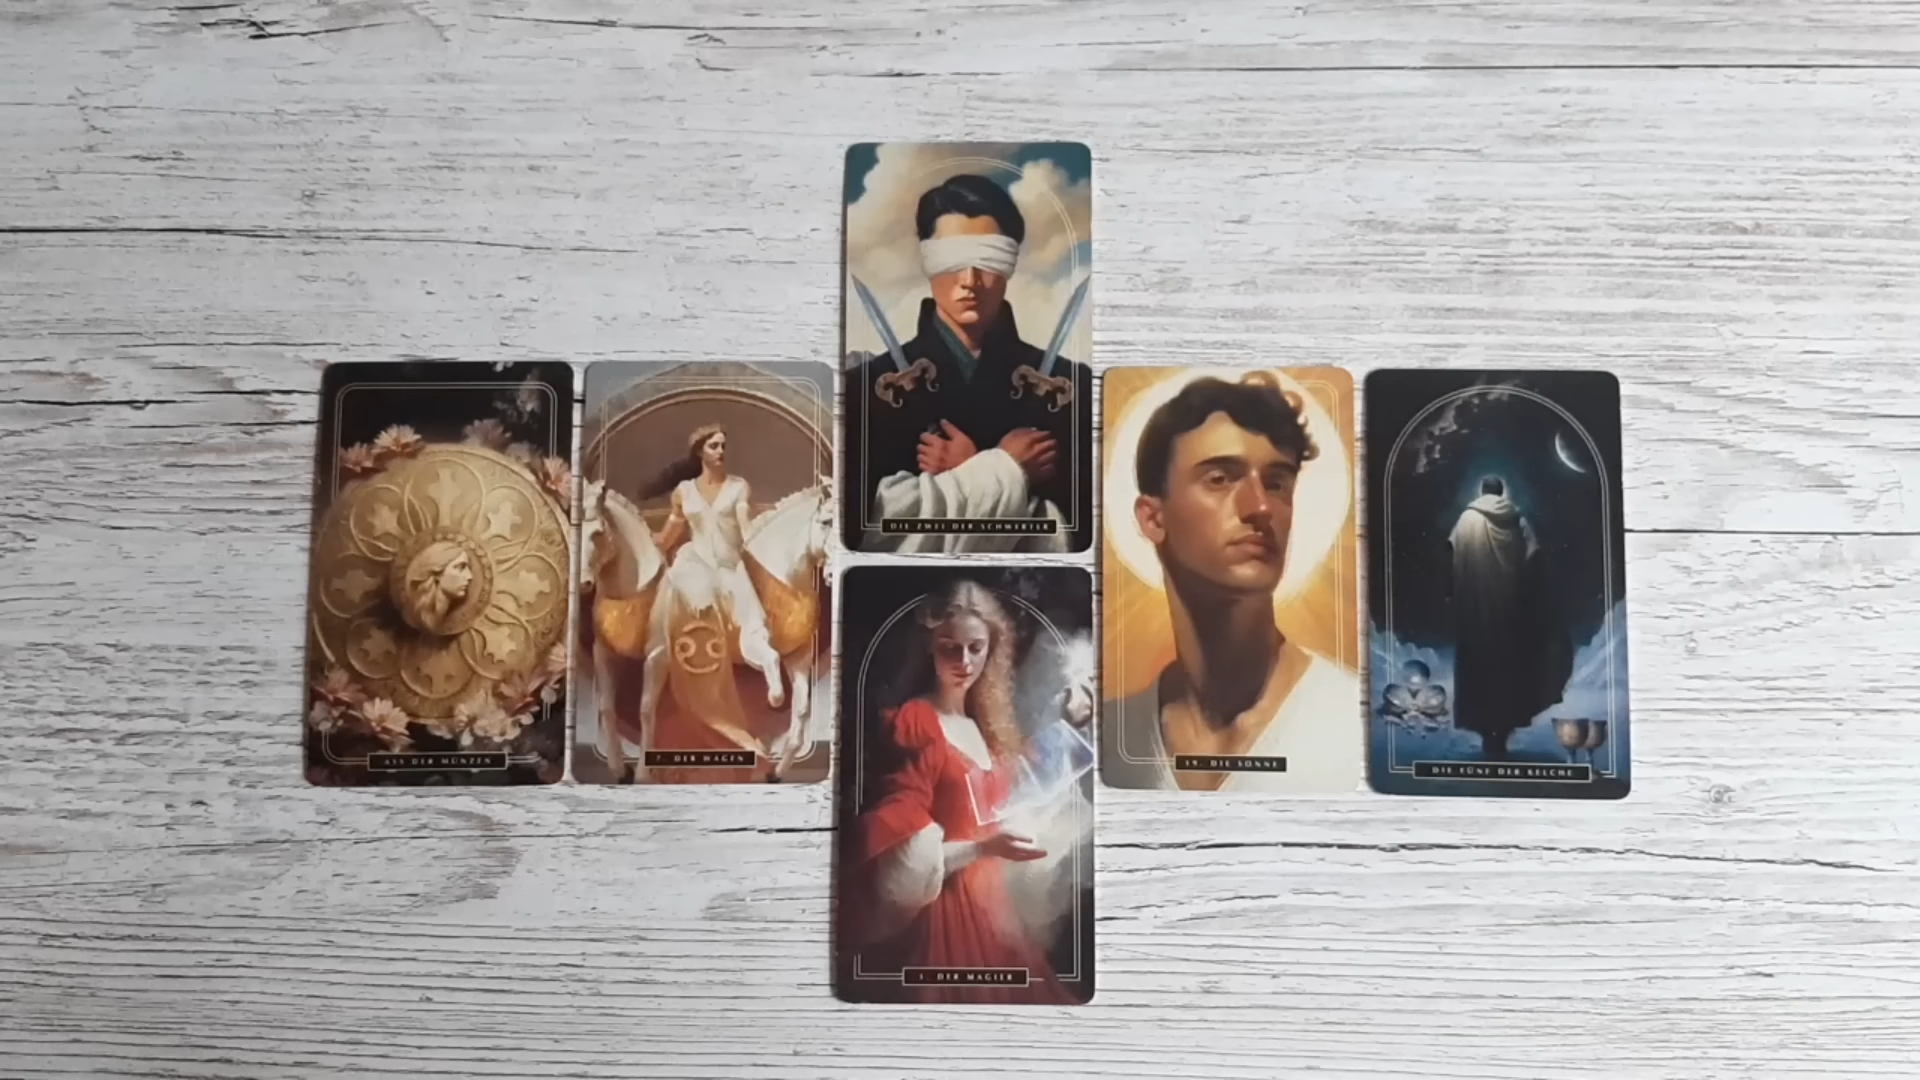 DIE ZWEI DER SCHWERTER
ASS DER MÜNZEN
7. DER WAGEN
19. DIE SONNE
DIE FÜNF DER KELCHE
1. DER MAGIER